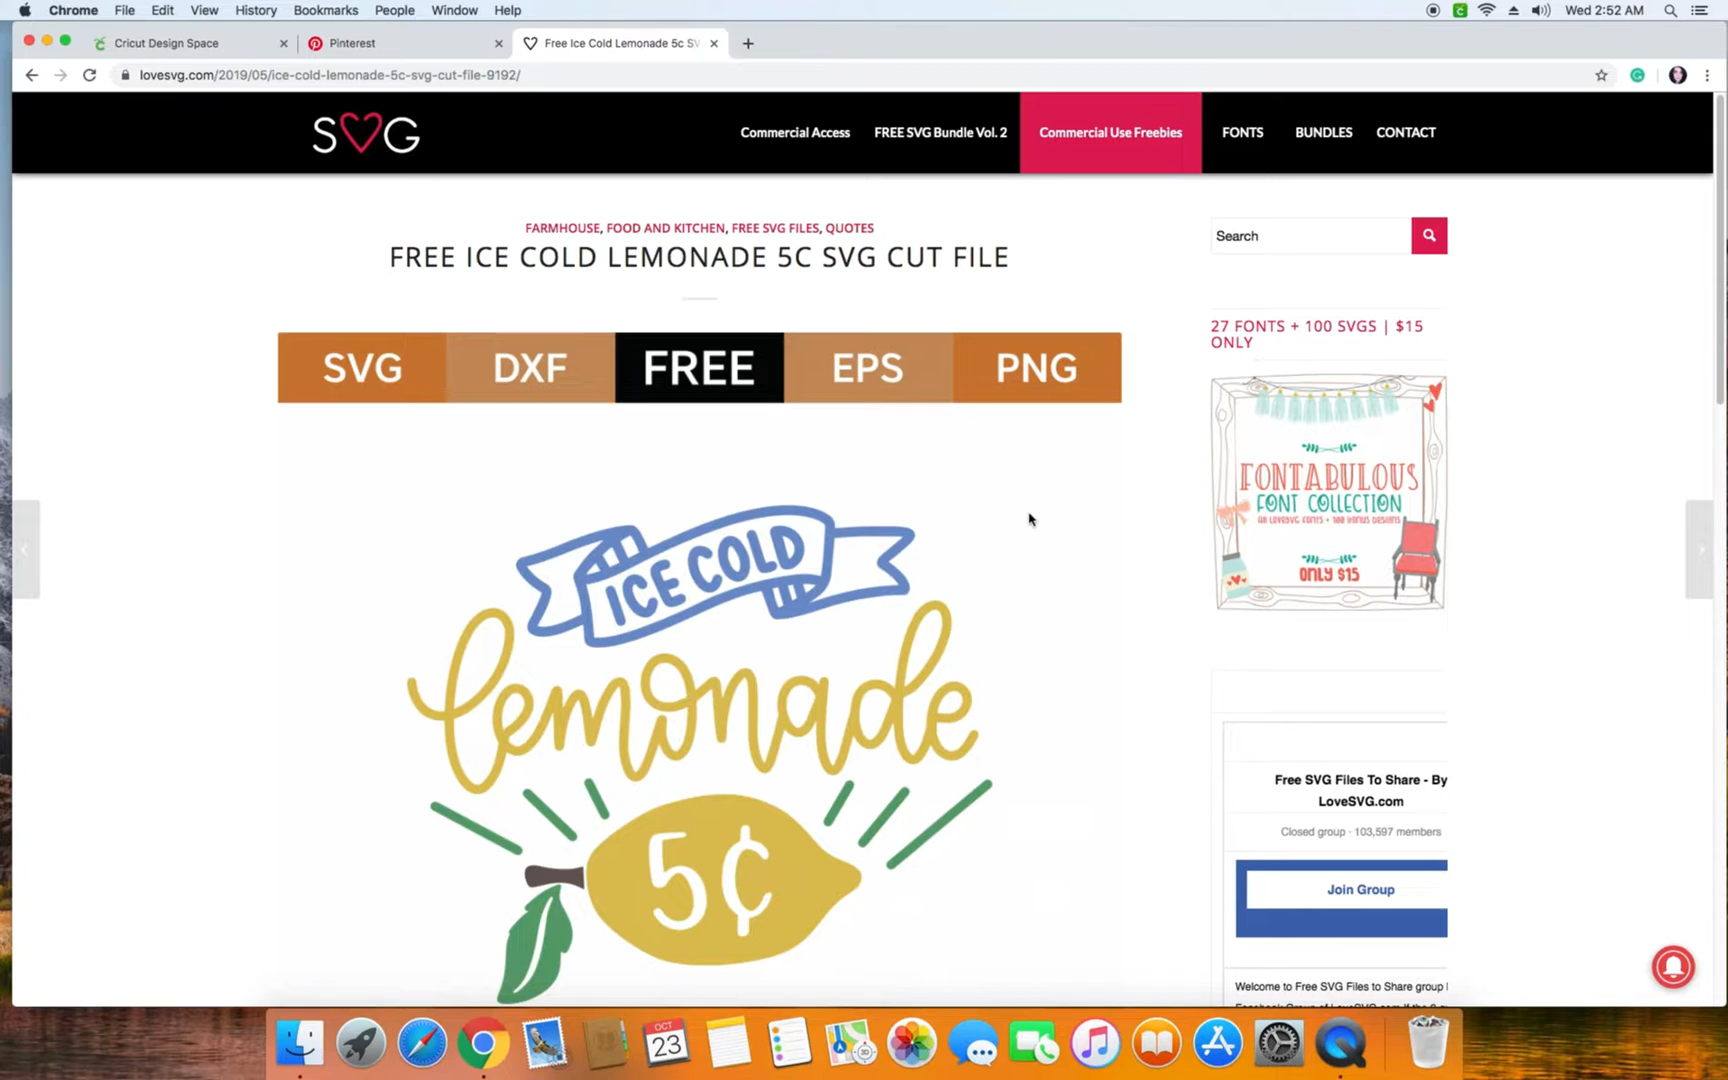 Chrome File Edit View History Bookmarks People Window Help Wed 2:52 AM
Cricut Design Space Pinterest Free Ice Cold Lemonade 5c SV
lovesvg.com/2019/05/ice-cold-lemonade-5c-svg-cut-file-9192/
SVG Commercial Access FREE SVG Bundle Vol. 2 Commercial Use Freebies FONTS BUNDLES CONTACT
FARMHOUSE, FOOD AND KITCHEN, FREE SVG FILES, QUOTES
FREE ICE COLD LEMONADE 5C SVG CUT FILE
SVG DXF FREE EPS PNG
ICE COLD
lemonade
5¢
Search
27 FONTS + 100 SVGS | $15
ONLY
FONTABULOUS
FONT COLLECTION
ONLY $15
Free SVG Files To Share - By
LoveSVG.com
Closed group · 103,597 members
Join Group
Welcome to Free SVG Files to Share group
OCT
23